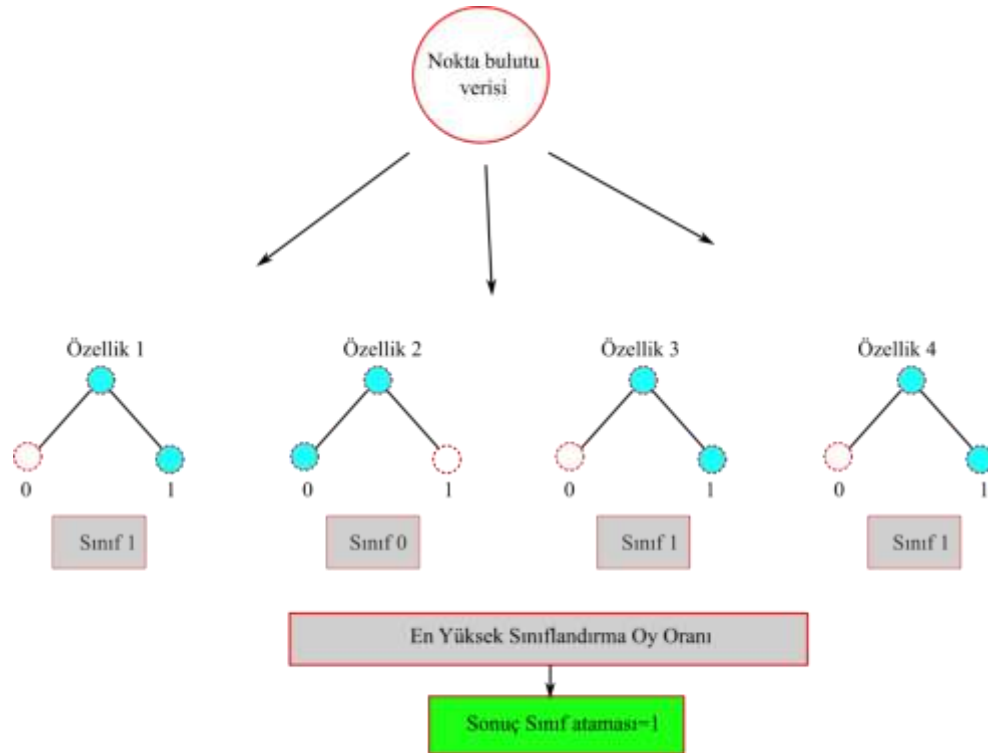 Nokta bulutu
verisi
Özellik 1
Özellik 2
Özellik 3
Özellik 4
0
1
0
1
0
1
0
1
Sınıf 1
Sınıf 0
Sınıf 1
Sınıf 1
En Yüksek Sınıflandırma Oy Oranı
Sonuç Sınıf ataması=1